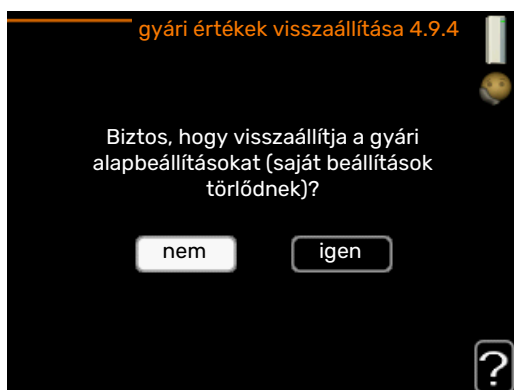 gyári értékek visszaállítása 4.9.4
Biztos, hogy visszaállítja a gyári
alapbeállításokat (saját beállítások
törlődnek)?
nem
igen
?